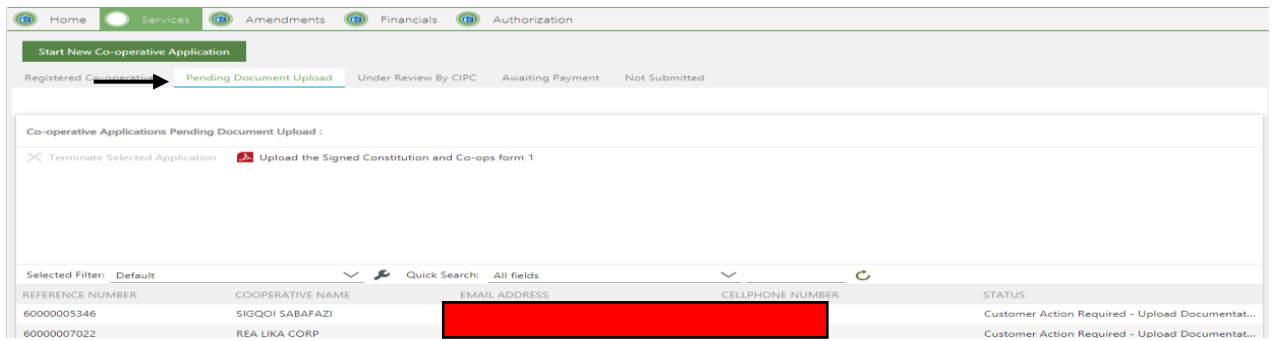 Home Services Amendments Financials Authorization
Start New Co-operative Application
Registered Co-operative Pending Document Upload Under Review By CIPC Awaiting Payment Not Submitted
Co-operative Applications Pending Document Upload :
Terminate Selected Application Upload the Signed Constitution and Co-ops form 1
Selected Filter: Default Quick Search: All fields
REFERENCE NUMBER COOPERATIVE NAME EMAIL ADDRESS CELLPHONE NUMBER STATUS
60000005346 SIGQOI SABAFAZI Customer Action Required - Upload Documentat...
60000007022 REA LIKA CORP Customer Action Required - Upload Documentat...